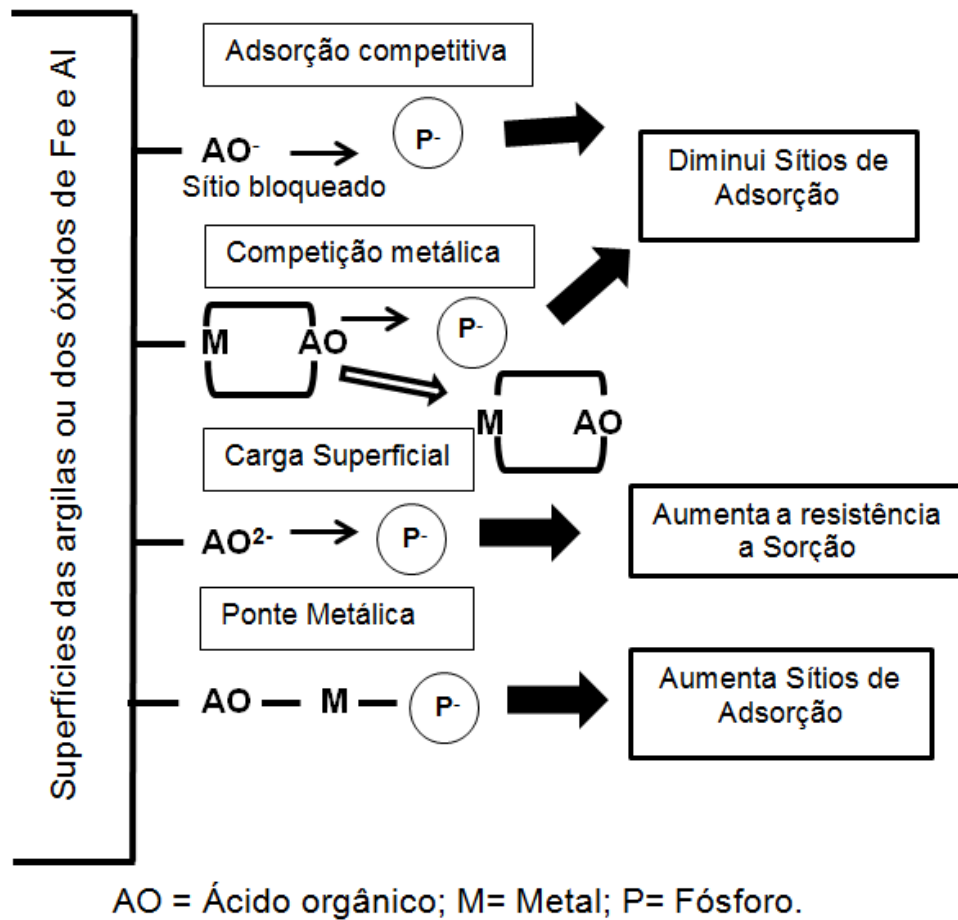 Superfícies das argilas ou dos óxidos de Fe e Al
Adsorção competitiva
AO-
P-
Sítio bloqueado
Diminui Sítios de
Adsorção
Competição metálica
M AO
P-
M AO
Carga Superficial
AO2-
P-
Aumenta a resistência
a Sorção
Ponte Metálica
AO — M — P-
Aumenta Sítios de
Adsorção
AO = Ácido orgânico; M= Metal; P= Fósforo.